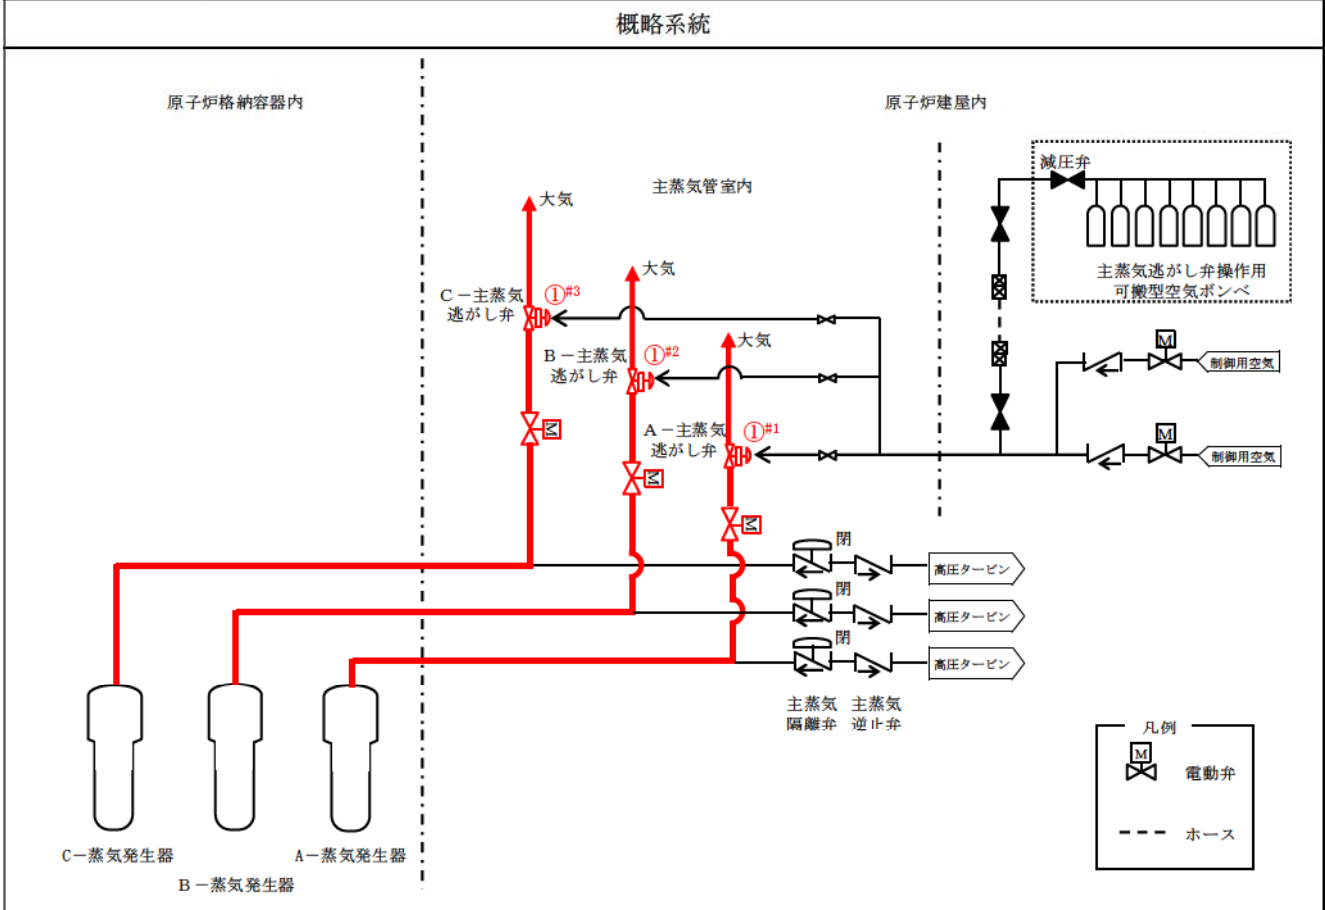 概略系統
原子炉格納容器内
原子炉建屋内
主蒸気管室内
減圧弁
主蒸気逃がし弁操作用
可搬型空気ボンベ
大気
C－主蒸気
逃がし弁
①#3
大気
B－主蒸気
逃がし弁
①#2
大気
A－主蒸気
逃がし弁
①#1
M
制御用空気
M
制御用空気
M
M
M
閉
高圧タービン
閉
高圧タービン
閉
高圧タービン
主蒸気
隔離弁
主蒸気
逆止弁
凡例
M
電動弁
ホース
C－蒸気発生器
B－蒸気発生器
A－蒸気発生器